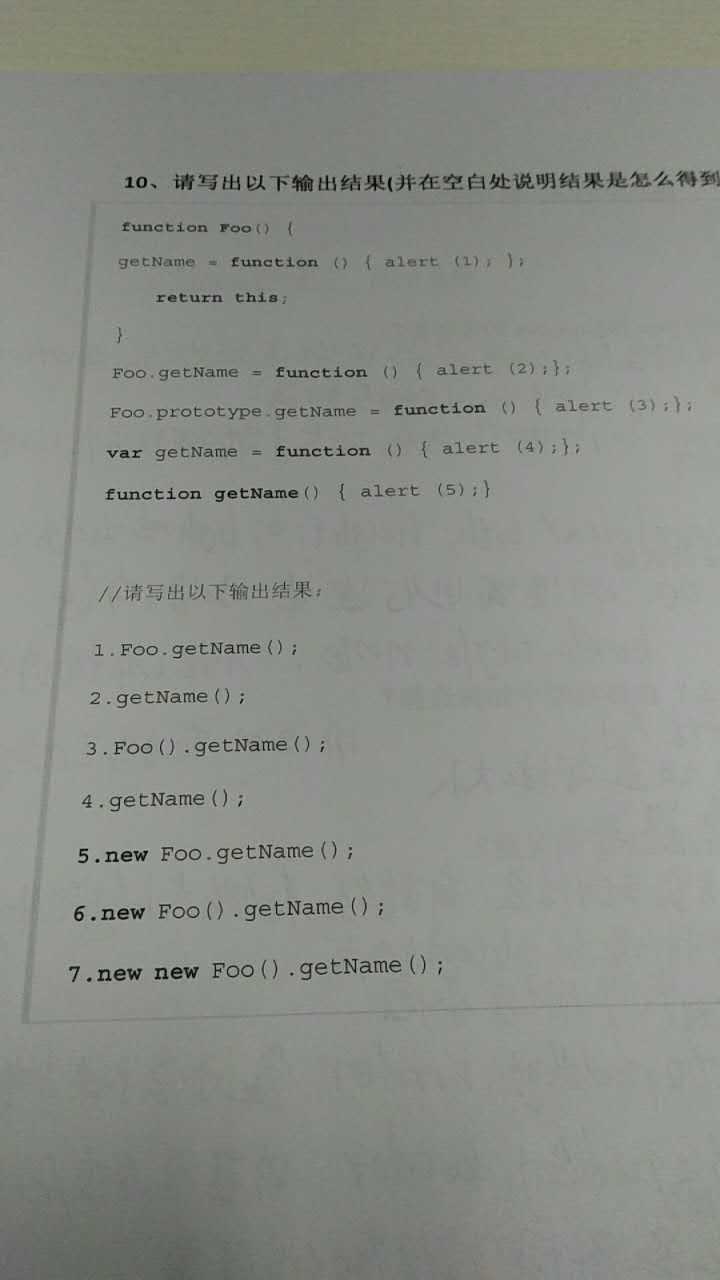 10、请写出以下输出结果(并在空白处说明结果是怎么得到
function Foo() {
getName = function () { alert (1); };
return this;
}
Foo.getName = function () { alert (2);};
Foo.prototype.getName = function () { alert (3);};
var getName = function () { alert (4);};
function getName() { alert (5);}
//请写出以下输出结果：
1.Foo.getName();
2.getName();
3.Foo().getName();
4.getName();
5.new Foo.getName();
6.new Foo().getName();
7.new new Foo().getName();